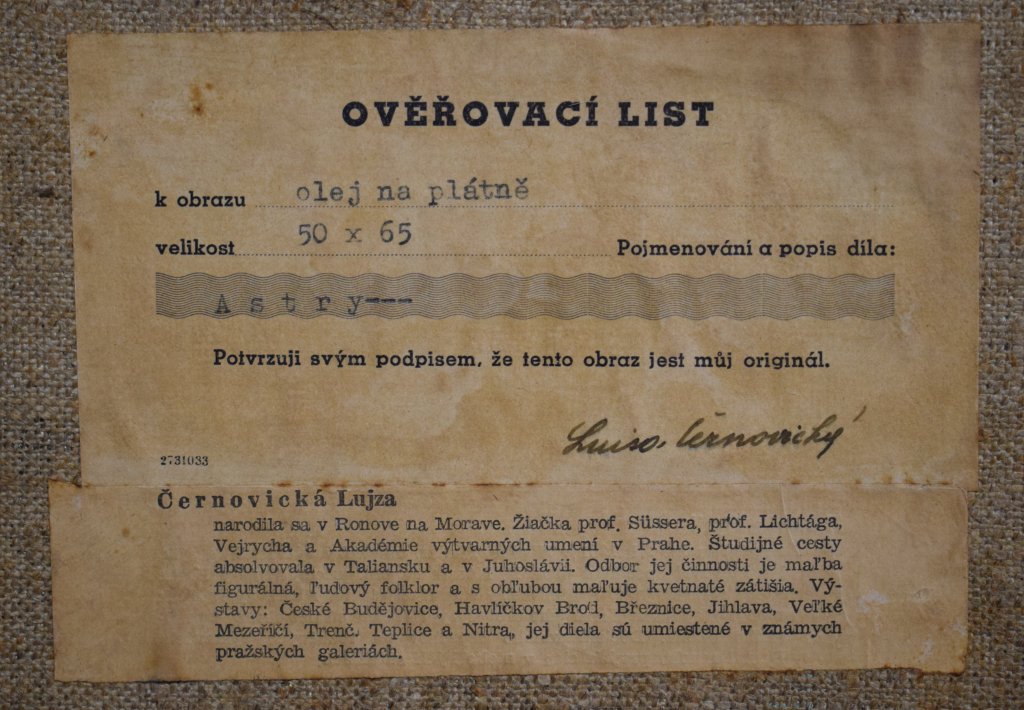 OVĚŘOVACÍ LIST
k obrazu olej na plátně
velikost 50 x 65 Pojmenování a popis díla:
Astry---
Potvrzuji svým podpisem, že tento obraz jest můj originál.
Luisa Černovická
2731033
Černovická Lujza
narodila sa v Ronove na Morave. Žiačka prof. Süssera, prof. Lichtága,
Vejrycha a Akadémie výtvarných umení v Prahe. Študijné cesty
absolvovala v Taliansku a v Juhoslávii. Odbor jej činnosti je maľba
figurálná, ľudový folklor a s obľubou maľuje kvetnaté zátišia. Vý-
stavy: České Budějovice, Havlíčkov Brod, Březnice, Jihlava, Veľké
Mezeříčí, Trenč. Teplice a Nitra, jej diela sú umiestené v známych
pražských galeriách.